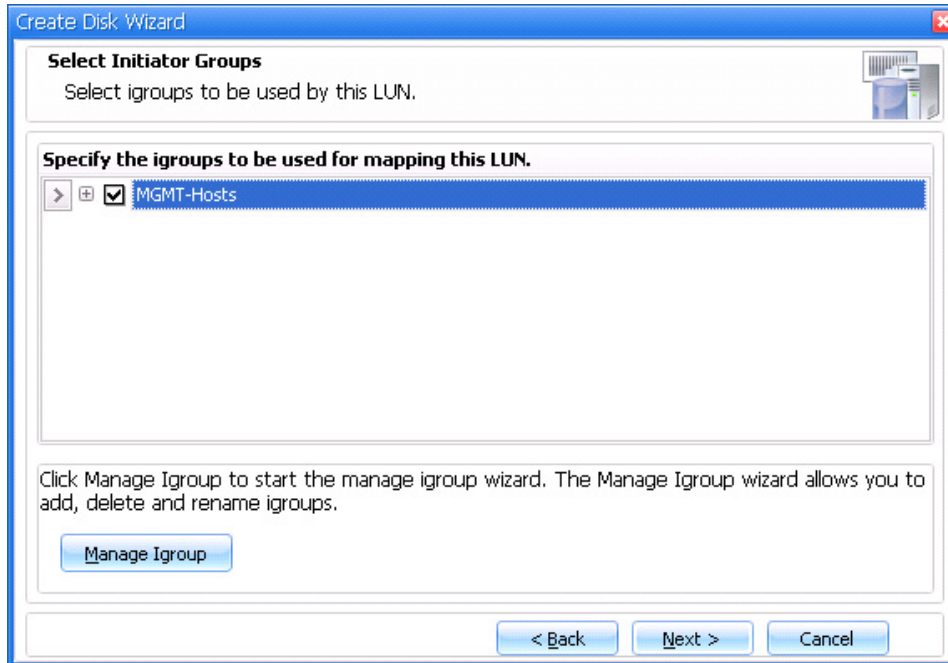 Create Disk Wizard
Select Initiator Groups
Select igroups to be used by this LUN.
Specify the igroups to be used for mapping this LUN.
MGMT-Hosts
Click Manage Igroup to start the manage igroup wizard. The Manage Igroup wizard allows you to
add, delete and rename igroups.
Manage Igroup
< Back Next > Cancel